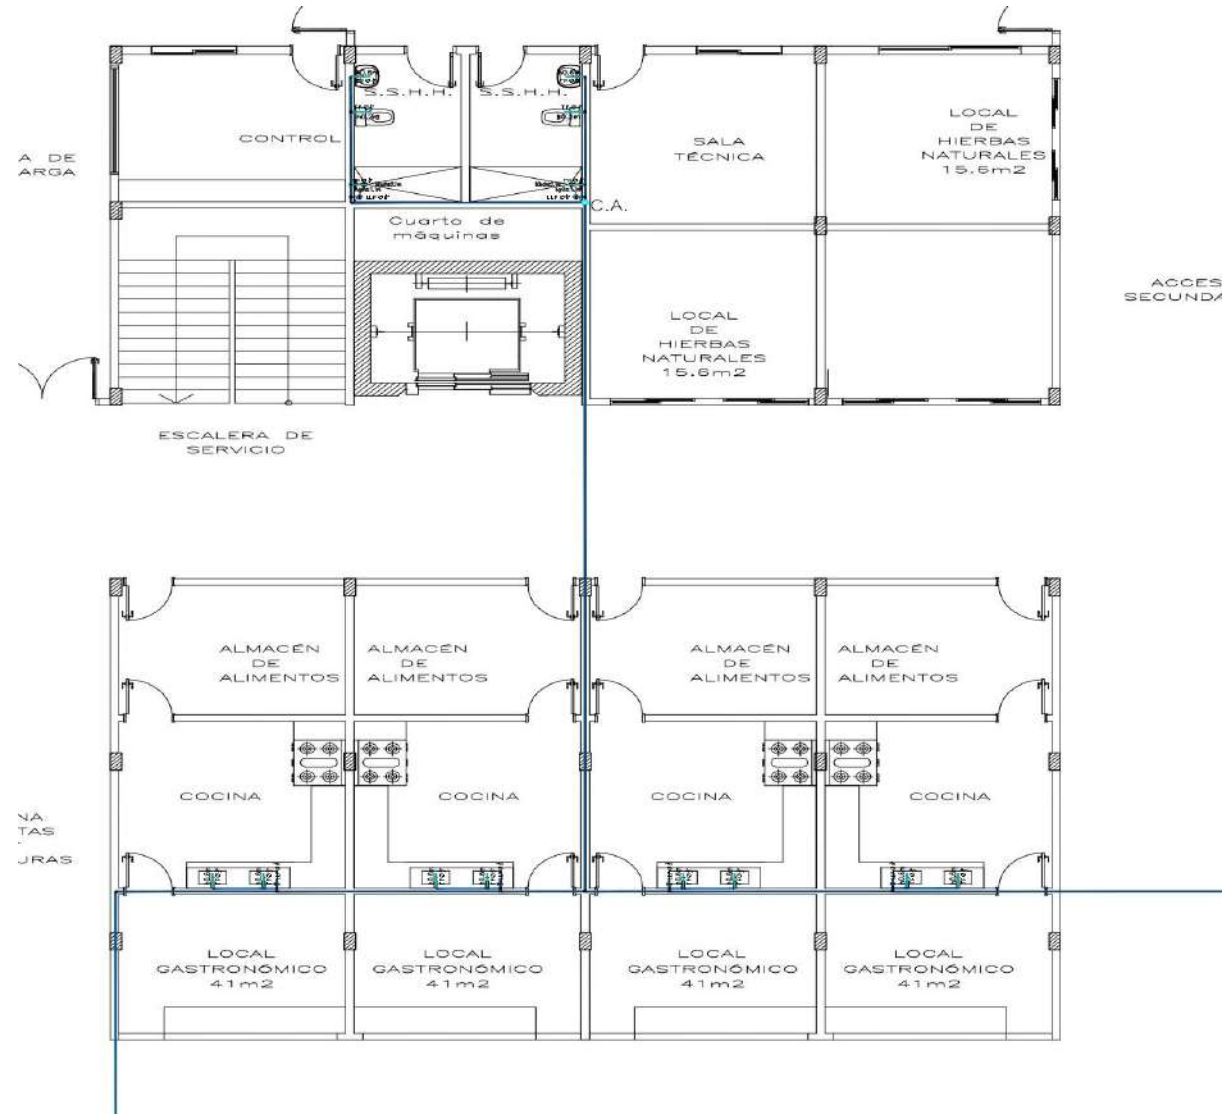 S.S.H.H.
S.S.H.H.
CONTROL
A DE
ARGA
SALA
TÉCNICA
LOCAL
DE
HIERBAS
NATURALES
15.6m2
C.A.
Cuarto de
máquinas
ACCES
SECUNDA
LOCAL
DE
HIERBAS
NATURALES
15.6m2
ESCALERA DE
SERVICIO
ALMACÉN
DE
ALIMENTOS
ALMACÉN
DE
ALIMENTOS
ALMACÉN
DE
ALIMENTOS
ALMACÉN
DE
ALIMENTOS
COCINA
COCINA
COCINA
COCINA
NA
TAS
URAS
LOCAL
GASTRONÓMICO
41m2
LOCAL
GASTRONÓMICO
41m2
LOCAL
GASTRONÓMICO
41m2
LOCAL
GASTRONÓMICO
41m2